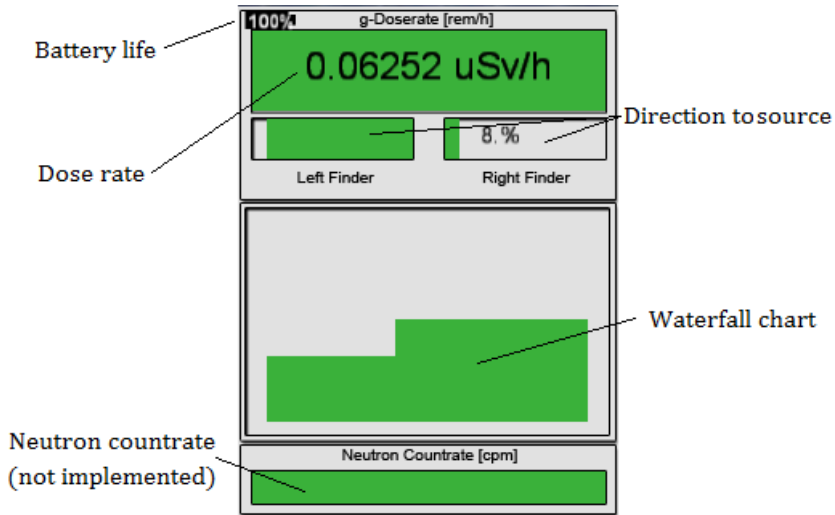 Battery life
100%
g-Doserate [rem/h]
0.06252 uSv/h
Direction to source
8.%
Dose rate
Left Finder
Right Finder
Waterfall chart
Neutron countrate
(not implemented)
Neutron Countrate [cpm]